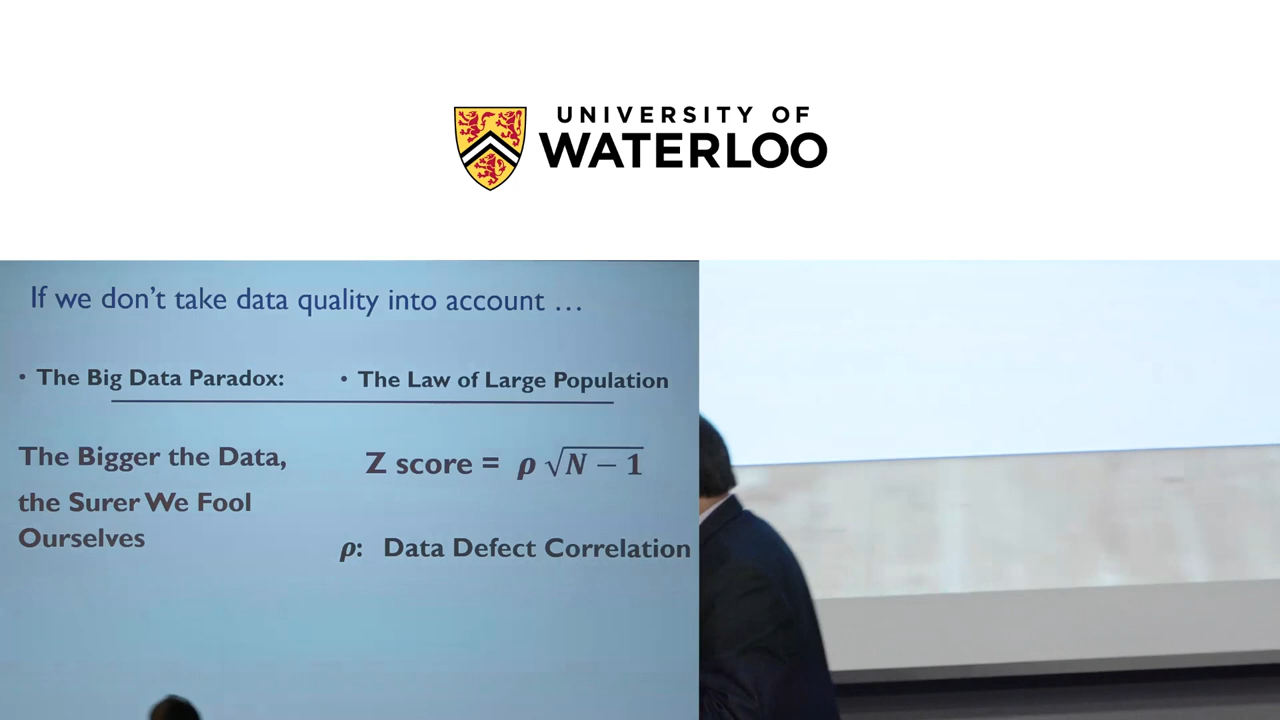 UNIVERSITY OF
WATERLOO
If we don't take data quality into account …
• The Big Data Paradox:
• The Law of Large Population
The Bigger the Data,
the Surer We Fool
Ourselves
Z score = ρ √N − 1
ρ: Data Defect Correlation